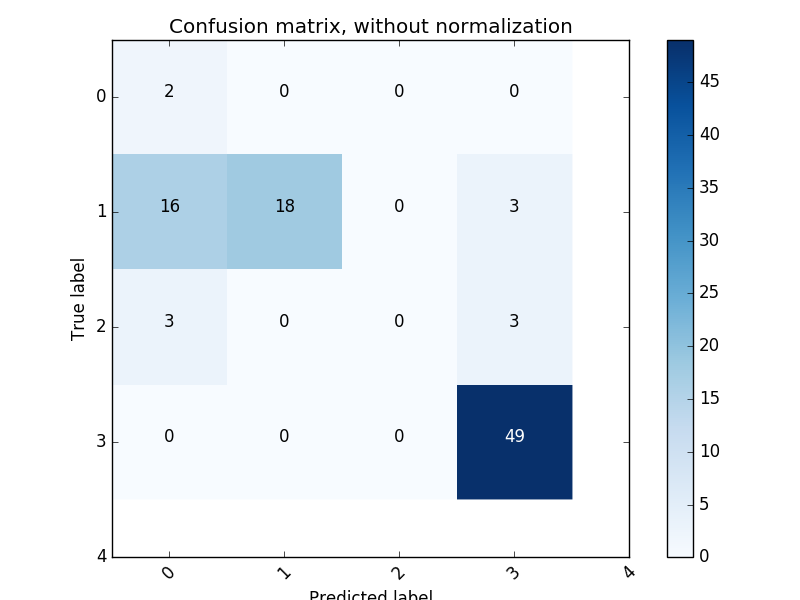 Confusion matrix, without normalization
True label
0 2 0 0 0
1 16 18 0 3
2 3 0 0 3
3 0 0 0 49
4
0 1 2 3 4
Predicted label
45
40
35
30
25
20
15
10
5
0